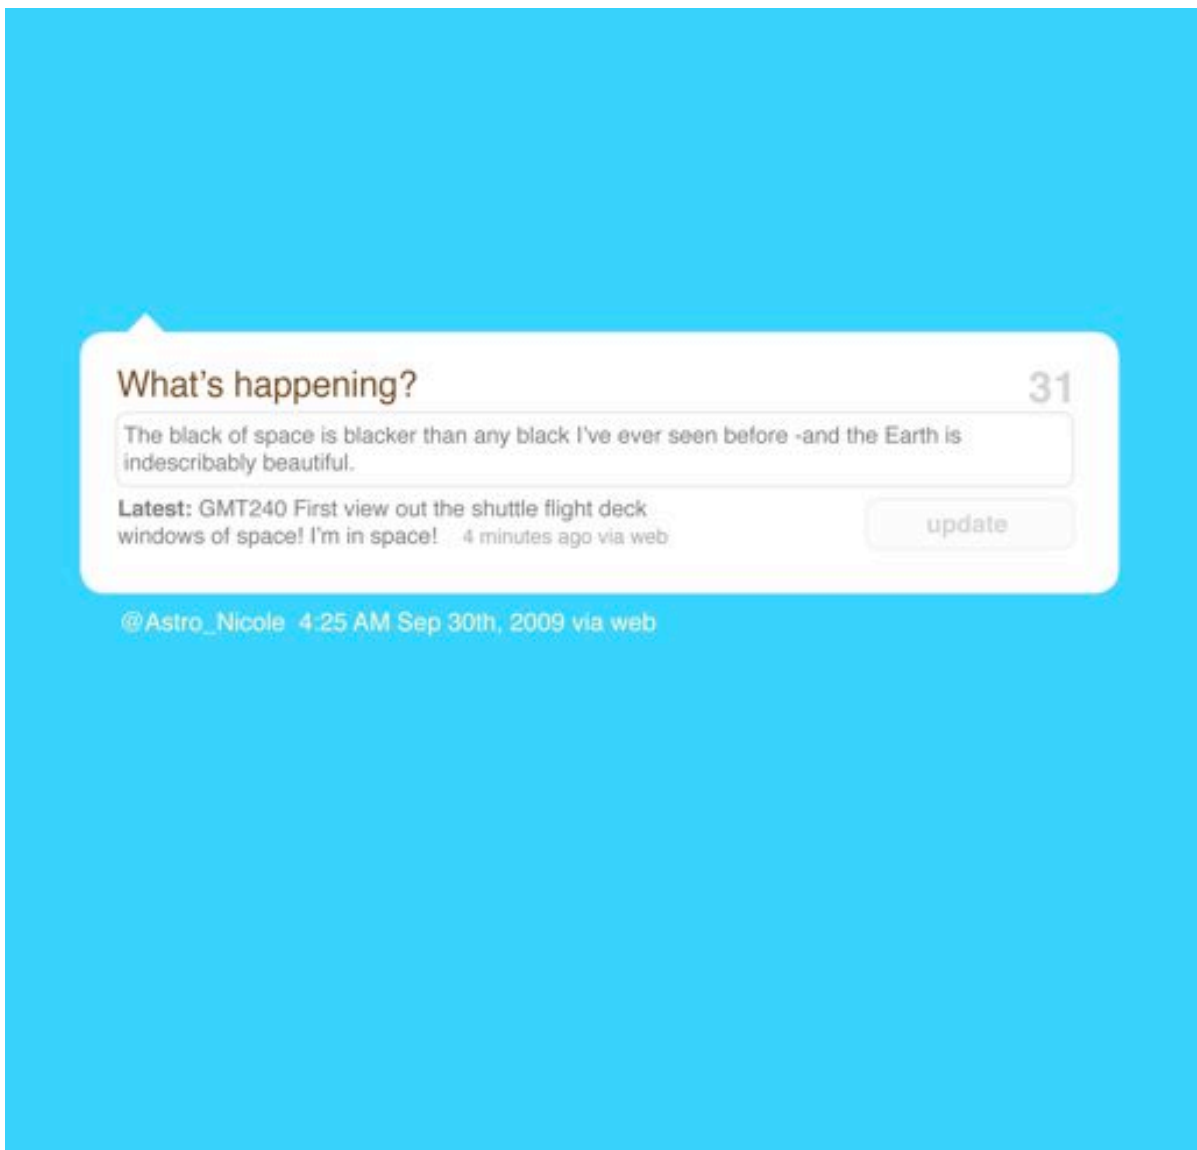 What's happening?
31
The black of space is blacker than any black I've ever seen before -and the Earth is
indescribably beautiful.
Latest: GMT240 First view out the shuttle flight deck
windows of space! I'm in space! 4 minutes ago via web
update
@Astro_Nicole 4:25 AM Sep 30th, 2009 via web